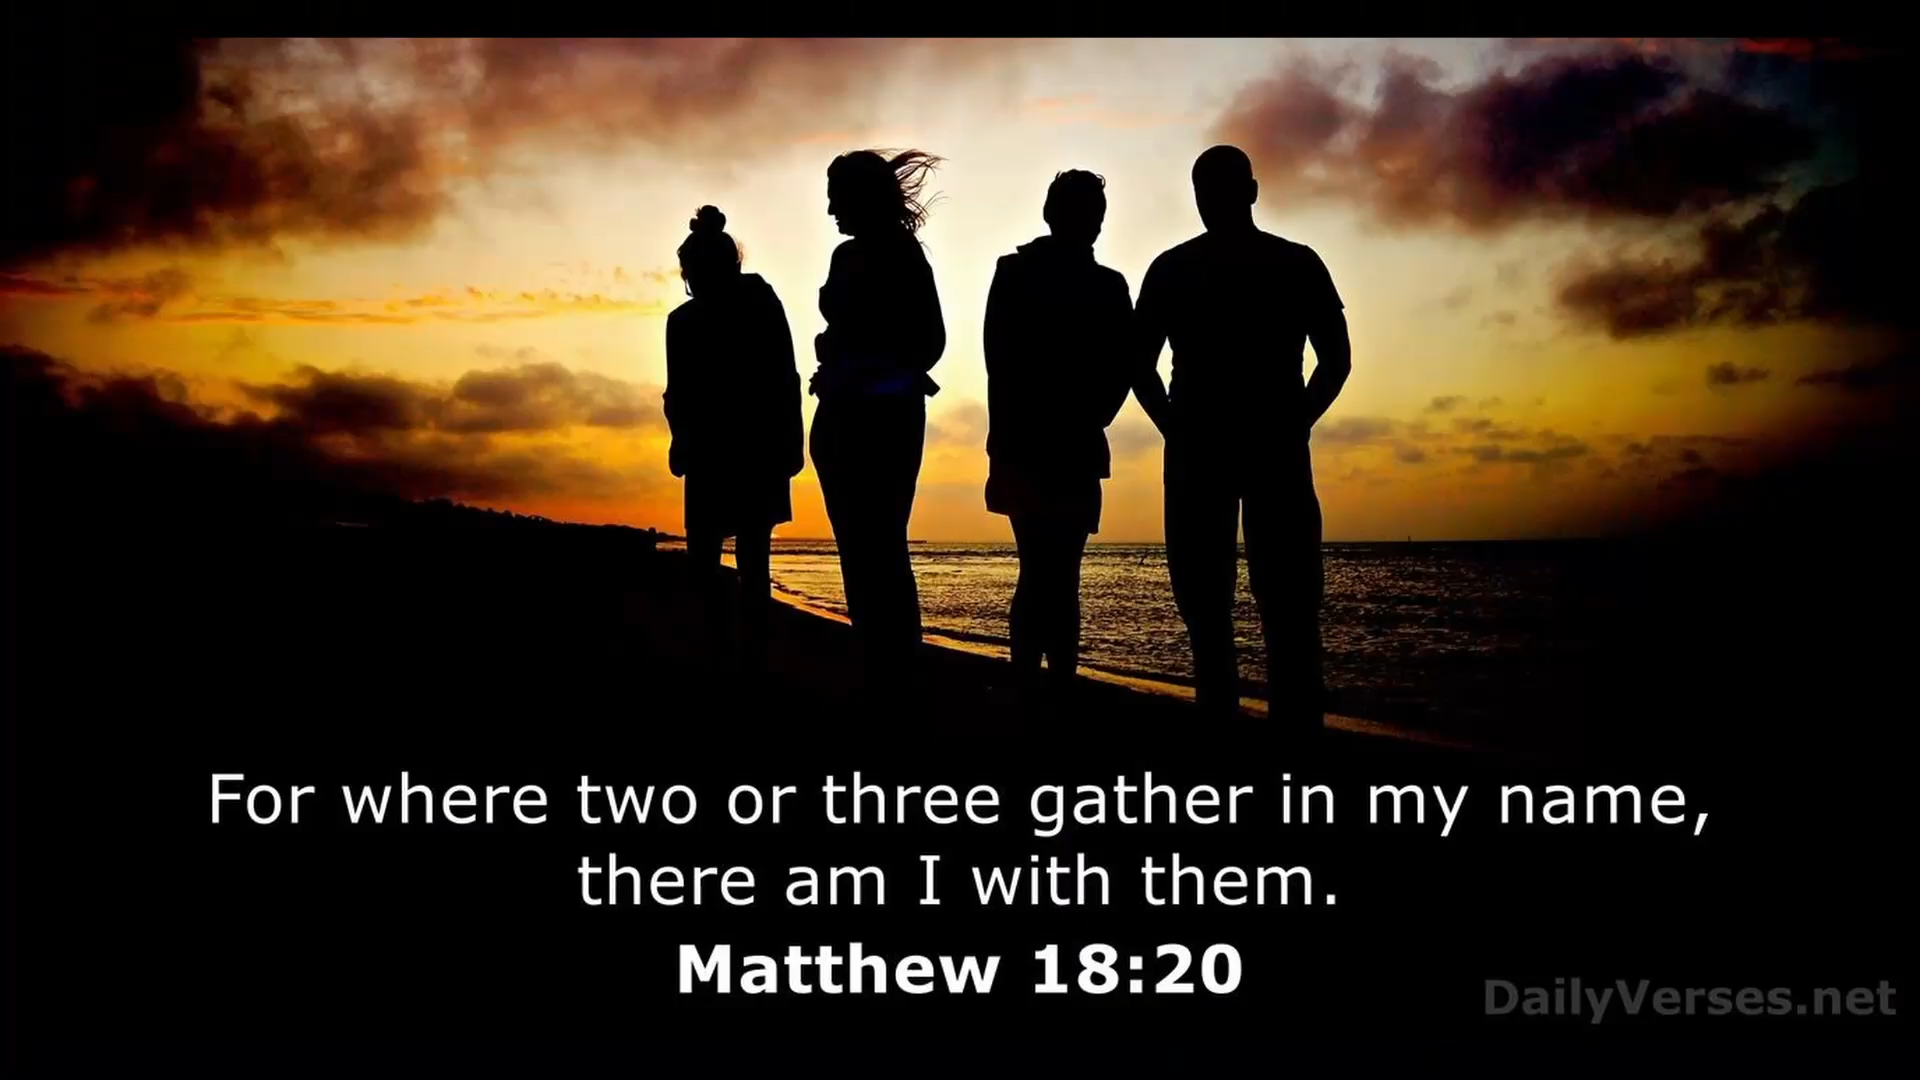 For where two or three gather in my name,
there am I with them.
Matthew 18:20
DailyVerses.net